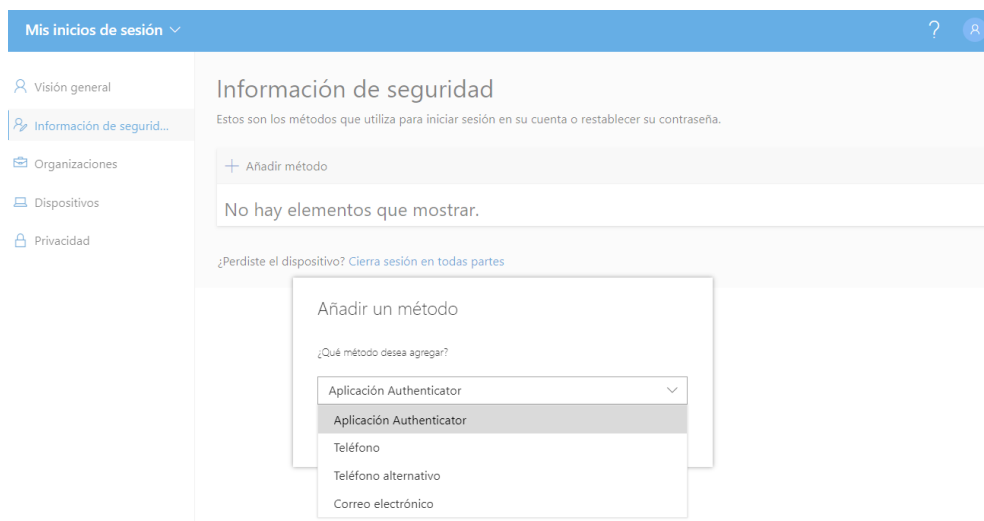 Mis inicios de sesión
?
Visión general
Información de segurid...
Organizaciones
Dispositivos
Privacidad
Información de seguridad
Estos son los métodos que utiliza para iniciar sesión en su cuenta o restablecer su contraseña.
+ Añadir método
No hay elementos que mostrar.
¿Perdiste el dispositivo? Cierra sesión en todas partes
Añadir un método
¿Qué método desea agregar?
Aplicación Authenticator
Aplicación Authenticator
Teléfono
Teléfono alternativo
Correo electrónico